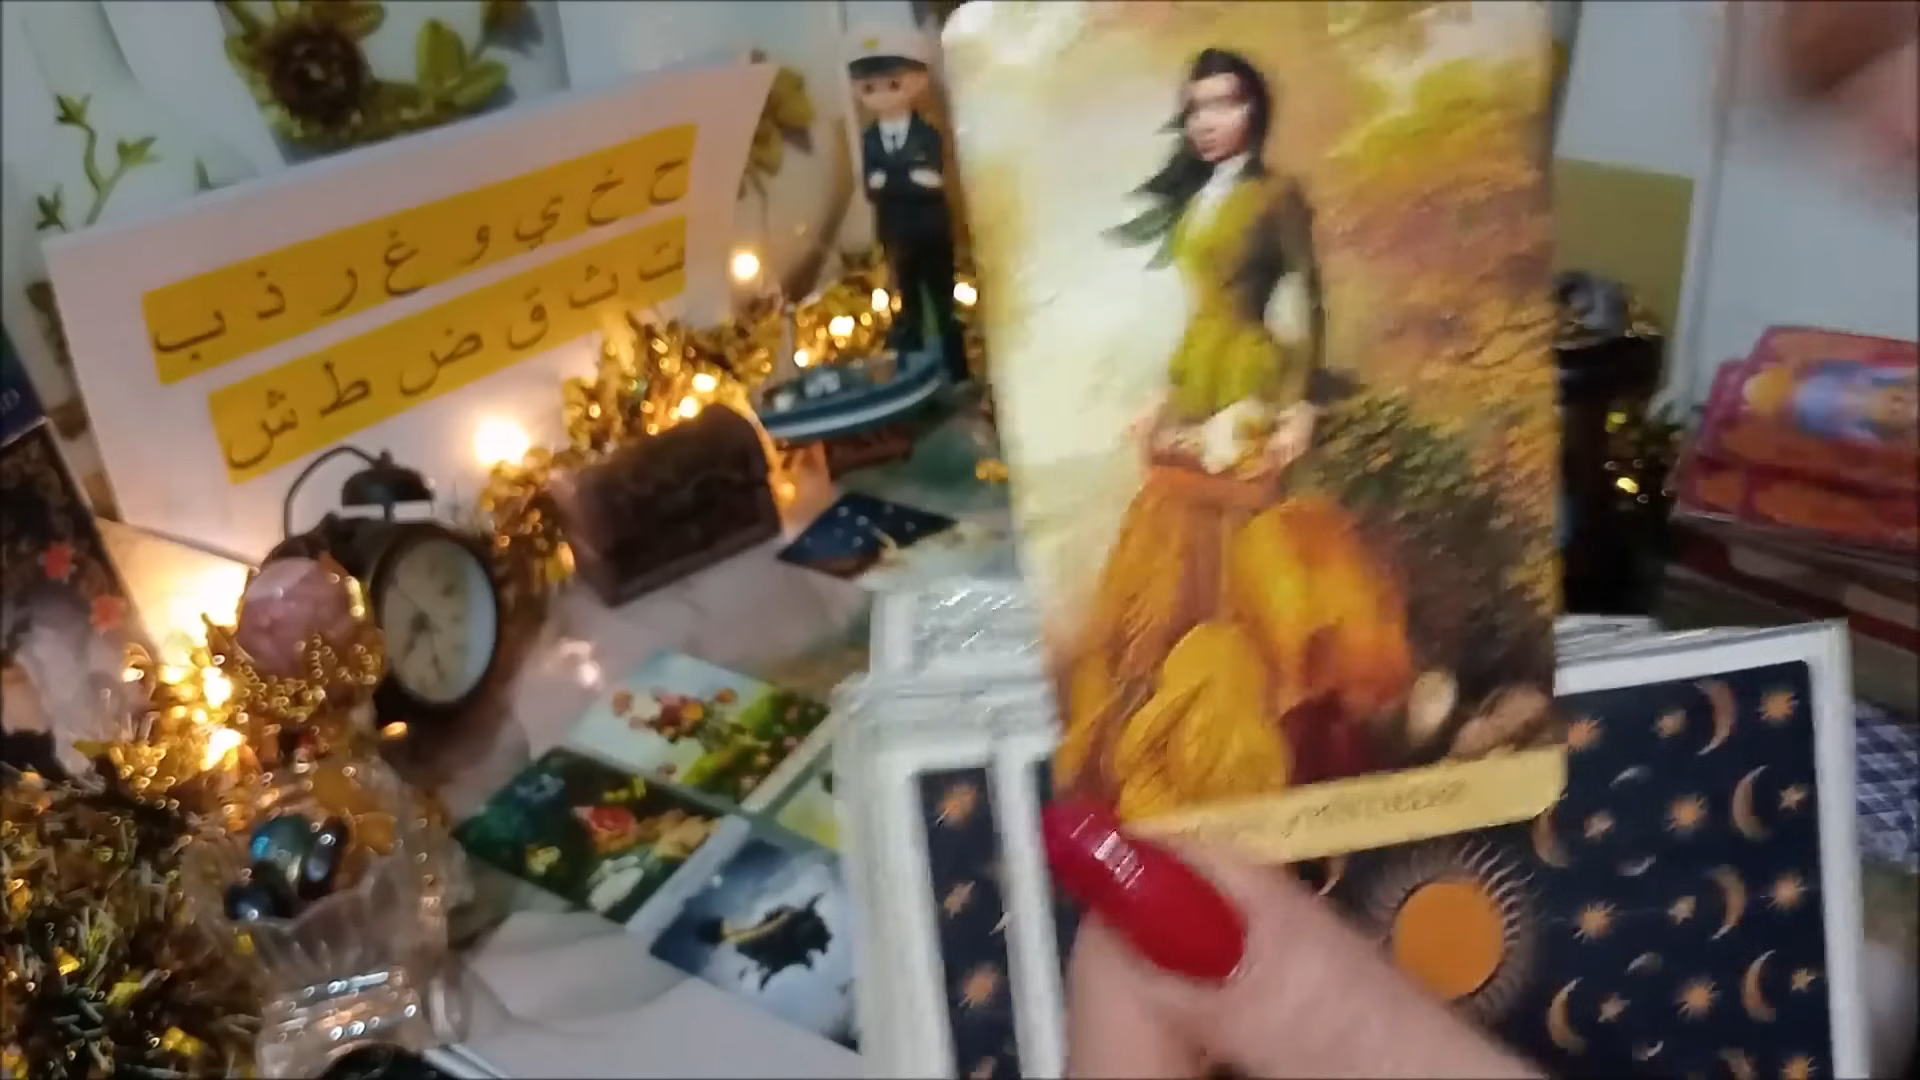 ح خ ي و غ ر ذ ب
ت ث ق ض ط ش